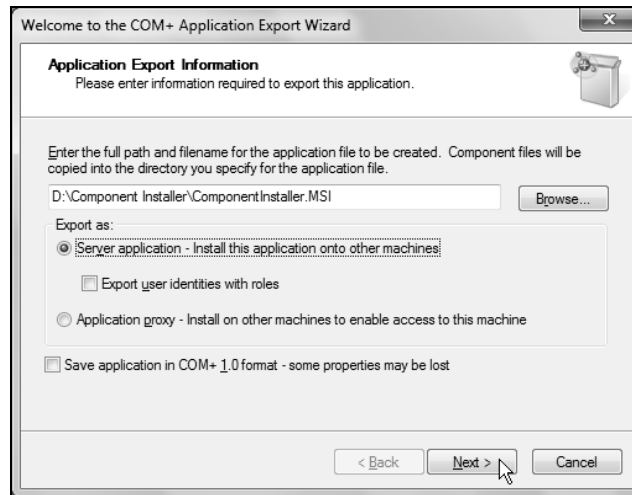 Welcome to the COM+ Application Export Wizard
X
Application Export Information
Please enter information required to export this application.
Enter the full path and filename for the application file to be created. Component files will be
copied into the directory you specify for the application file.
D:\Component Installer\ComponentInstaller.MSI
Browse...
Export as:
Server application - Install this application onto other machines
Export user identities with roles
Application proxy - Install on other machines to enable access to this machine
Save application in COM+ 1.0 format - some properties may be lost
< Back
Next >
Cancel